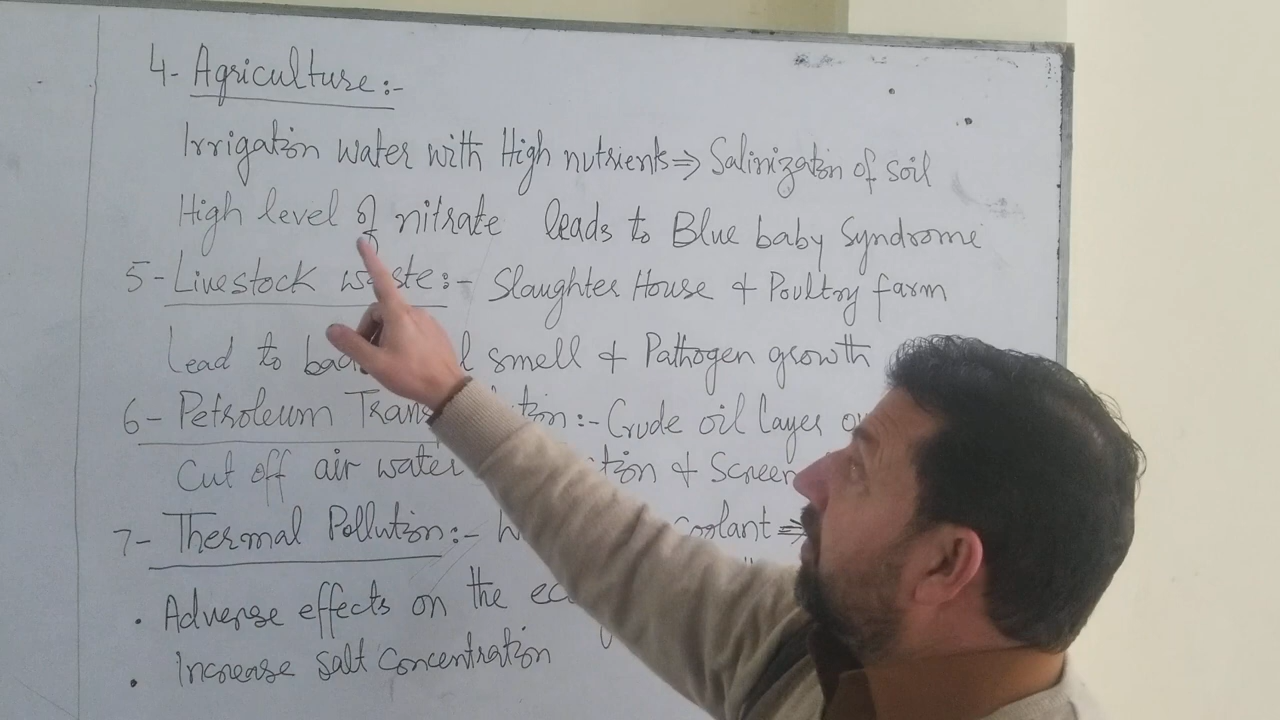 4- Agriculture:-
Irrigation water with High nutrients ⇒ Salinization of soil
High level of nitrate leads to Blue baby Syndrome
5- Livestock waste:- Slaughter House + Poultry farm
Lead to smell + Pathogen growth
6- Petroleum :- Crude oil layer
Cut off air water +
7- Thermal Pollution:- coolant ⇒
• Adverse effects on the
• Increase salt concentration